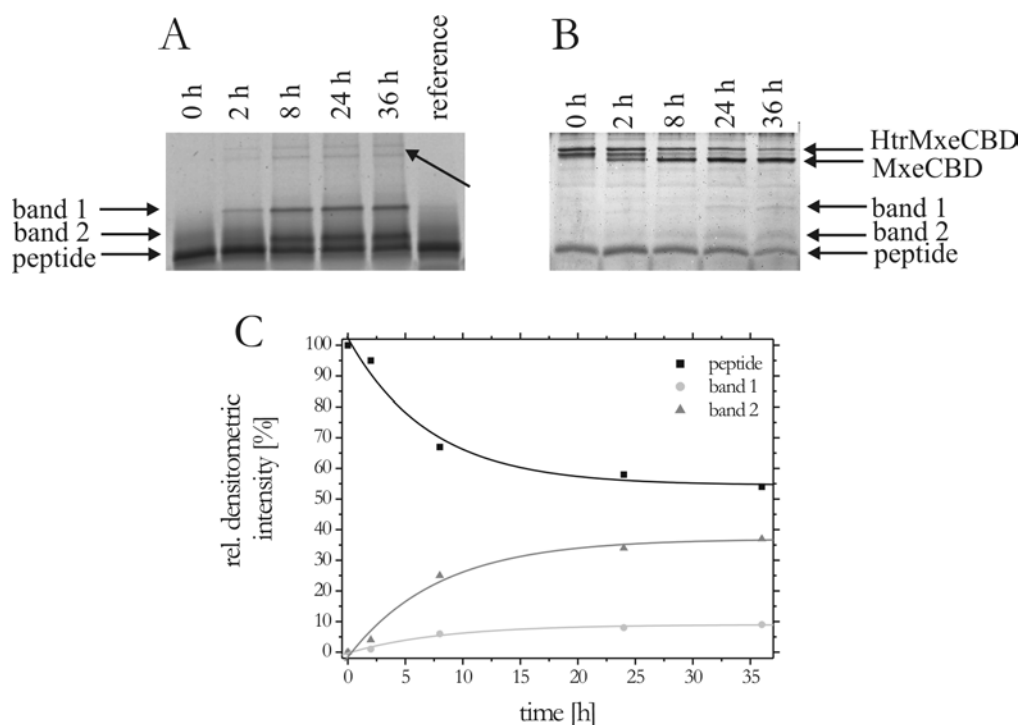 A
B
0 h
2 h
8 h
24 h
36 h
reference
0 h
2 h
8 h
24 h
36 h
band 1
band 2
peptide
HtrMxeCBD
MxeCBD
band 1
band 2
peptide
C
100
90
80
70
60
50
40
30
20
10
0
rel. densitometric
intensity [%]
peptide
band 1
band 2
0
5
10
15
20
25
30
35
time [h]